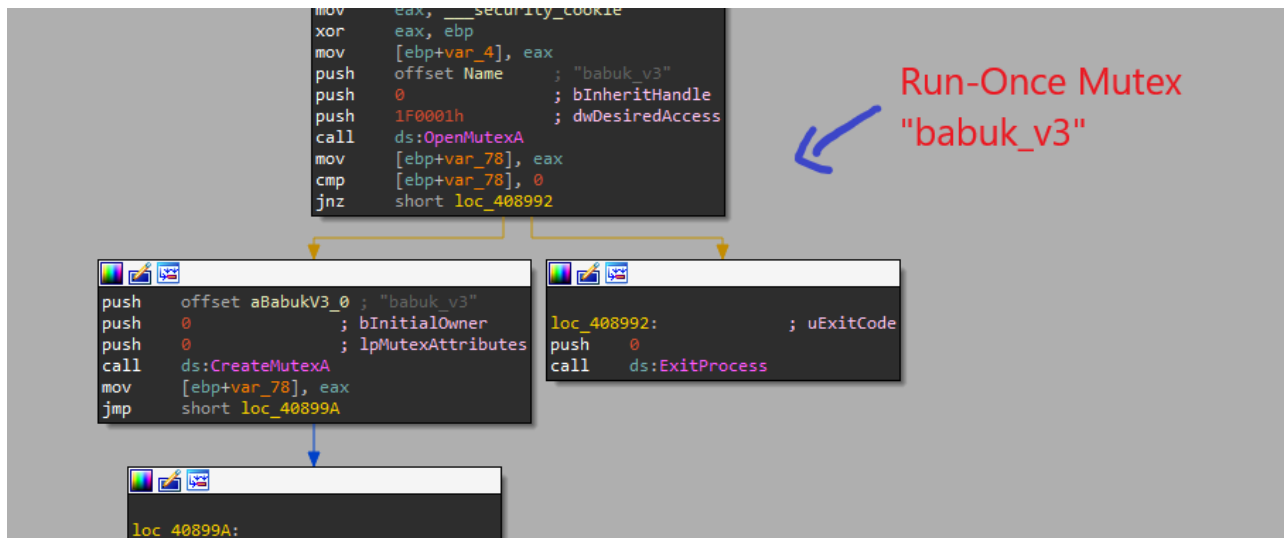 mov eax, ___security_cookie
xor eax, ebp
mov [ebp+var_4], eax
push offset Name ; "babuk_v3"
push 0 ; bInheritHandle
push 1F0001h ; dwDesiredAccess
call ds:OpenMutexA
mov [ebp+var_78], eax
cmp [ebp+var_78], 0
jnz short loc_408992
Run-Once Mutex
"babuk_v3"
push offset aBabukV3_0 ; "babuk_v3"
push 0 ; bInitialOwner
push 0 ; lpMutexAttributes
call ds:CreateMutexA
mov [ebp+var_78], eax
jmp short loc_40899A
loc_408992: ; uExitCode
push 0
call ds:ExitProcess
loc_40899A: